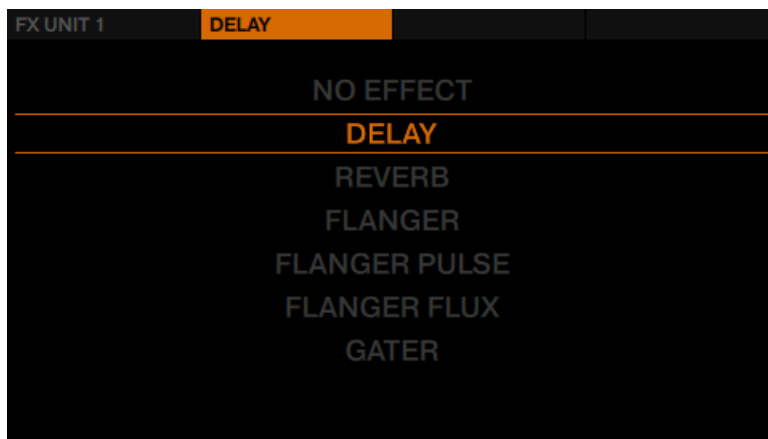 FX UNIT 1 DELAY
NO EFFECT
DELAY
REVERB
FLANGER
FLANGER PULSE
FLANGER FLUX
GATER